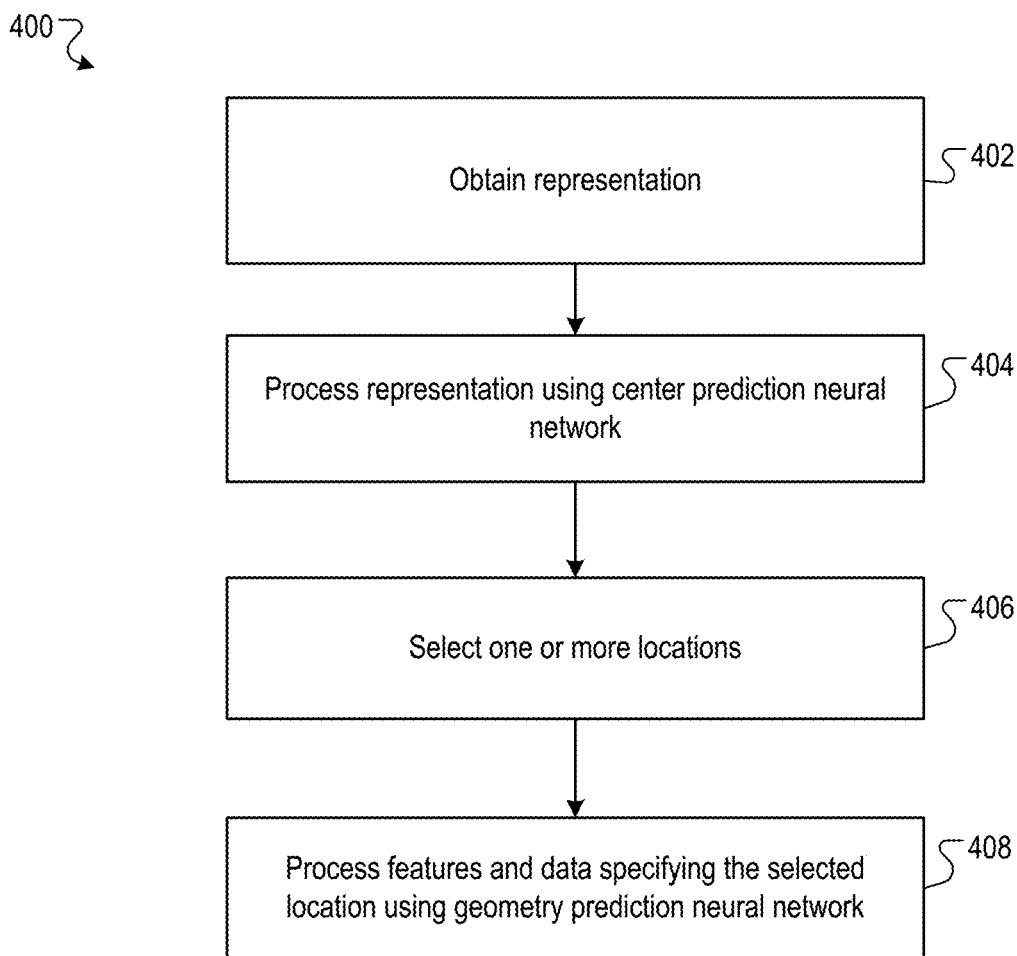 400
Obtain representation
402
Process representation using center prediction neural
network
404
Select one or more locations
406
Process features and data specifying the selected
location using geometry prediction neural network
408